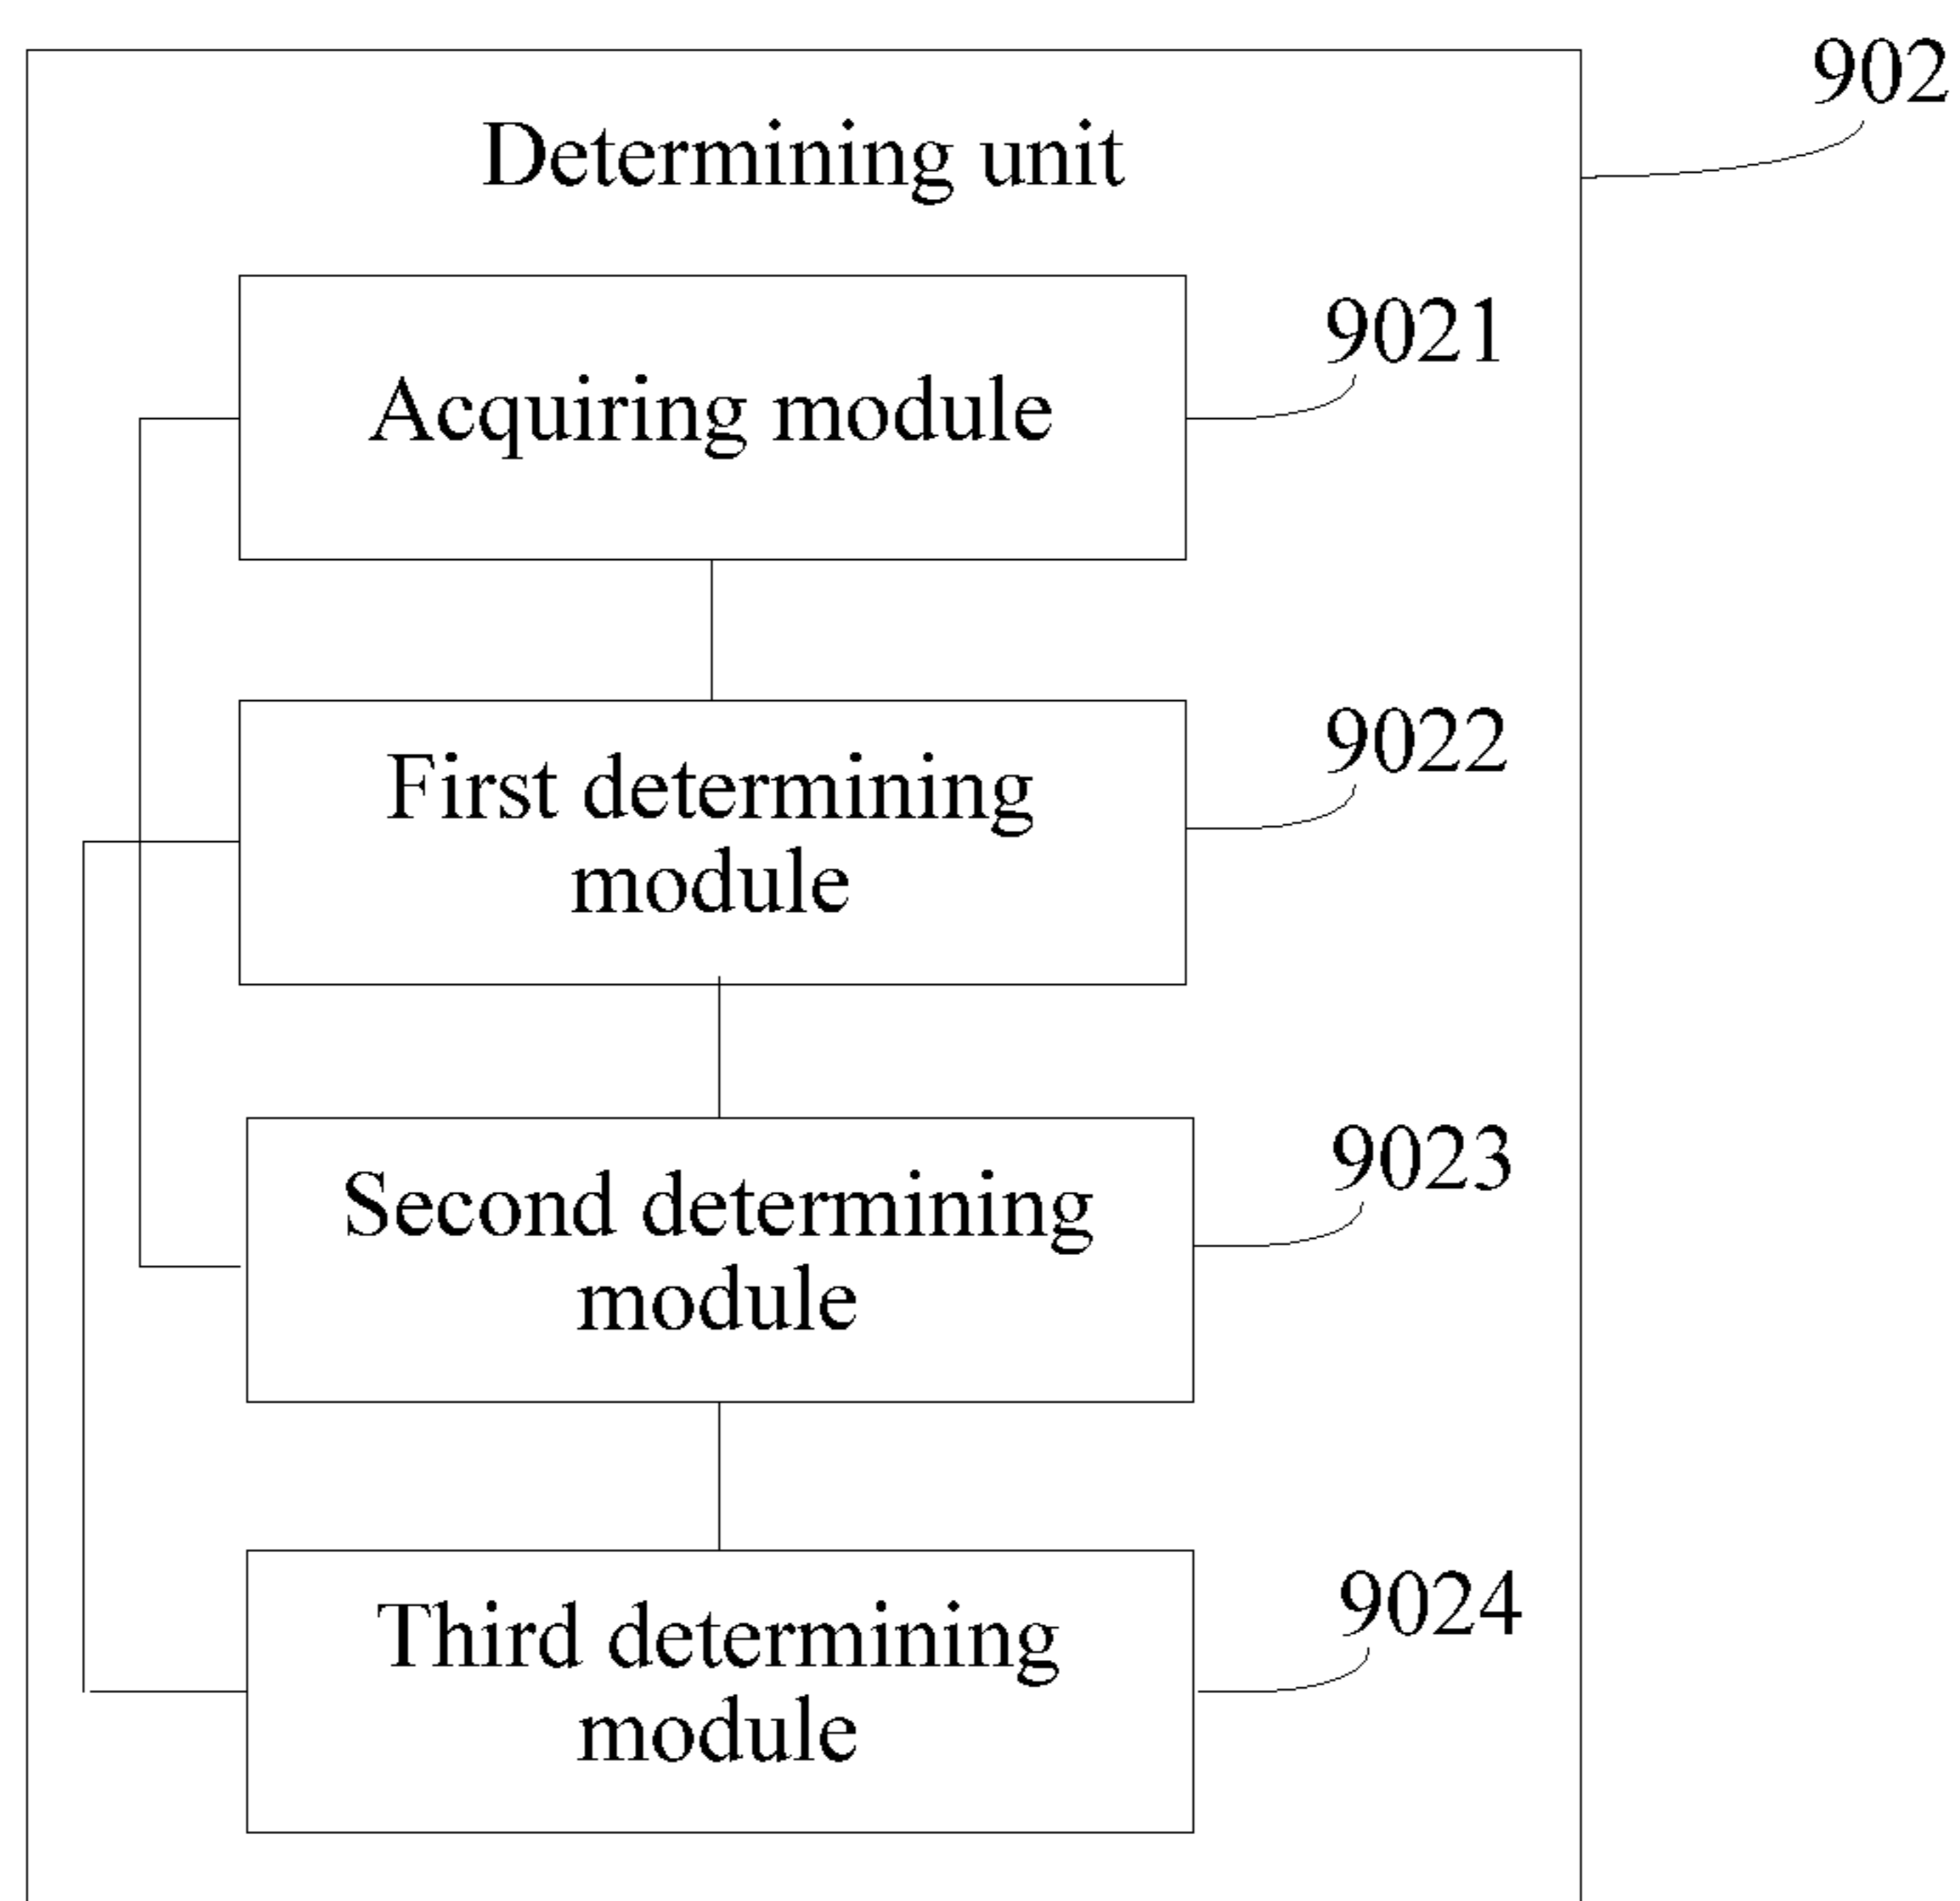 902
Determining unit
9021
Acquiring module
9022
First determining
module
9023
Second determining
module
9024
Third determining
module